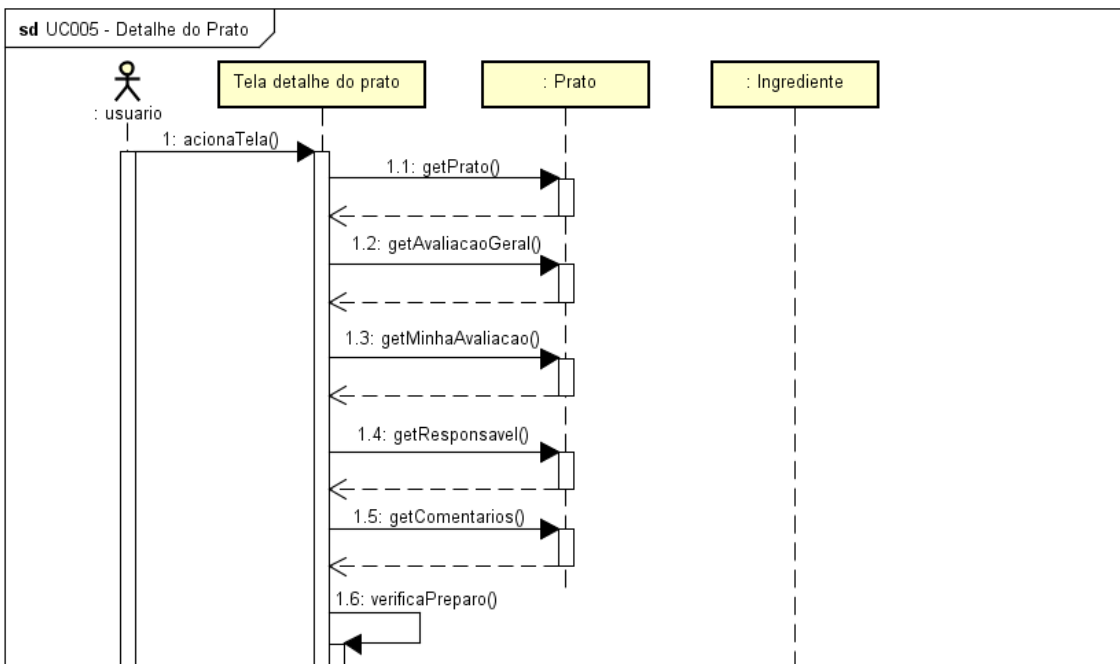 sd UC005 - Detalhe do Prato
: usuario
Tela detalhe do prato
: Prato
: Ingrediente
1: acionaTela()
1.1: getPrato()
1.2: getAvaliacaoGeral()
1.3: getMinhaAvaliacao()
1.4: getResponsavel()
1.5: getComentarios()
1.6: verificaPreparo()